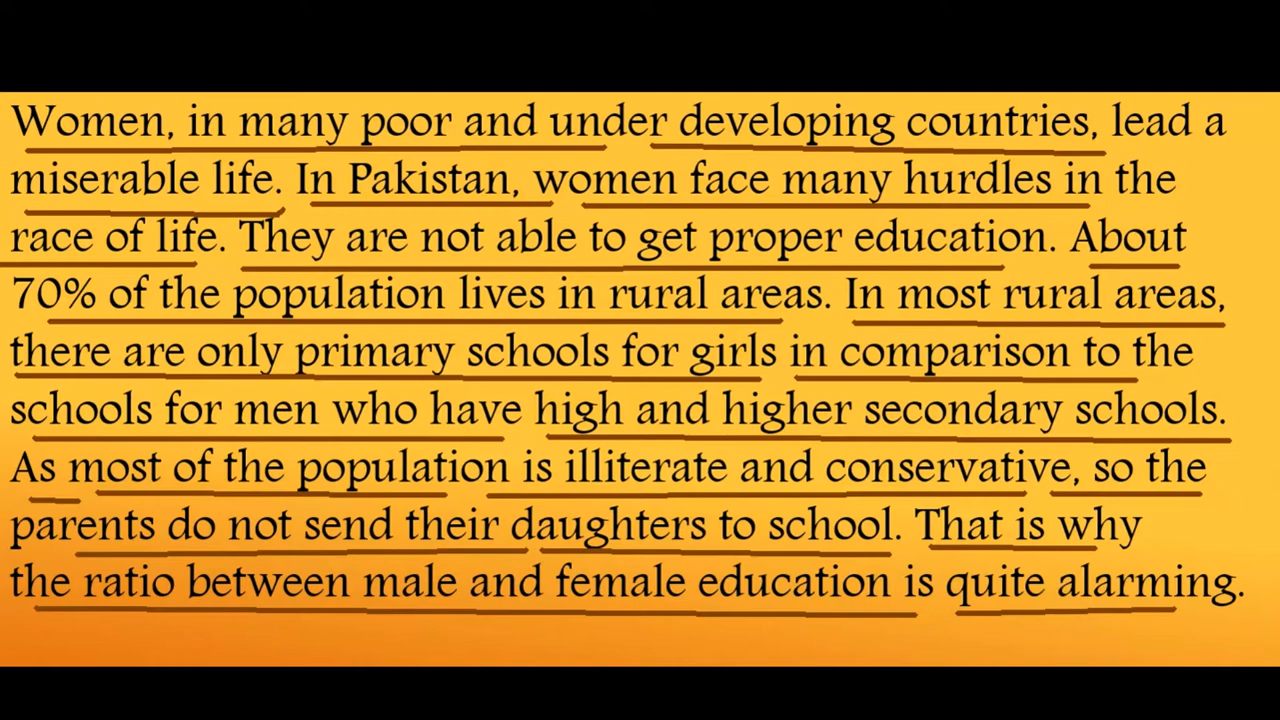 Women, in many poor and under developing countries, lead a
miserable life. In Pakistan, women face many hurdles in the
race of life. They are not able to get proper education. About
70% of the population lives in rural areas. In most rural areas,
there are only primary schools for girls in comparison to the
schools for men who have high and higher secondary schools.
As most of the population is illiterate and conservative, so the
parents do not send their daughters to school. That is why
the ratio between male and female education is quite alarming.